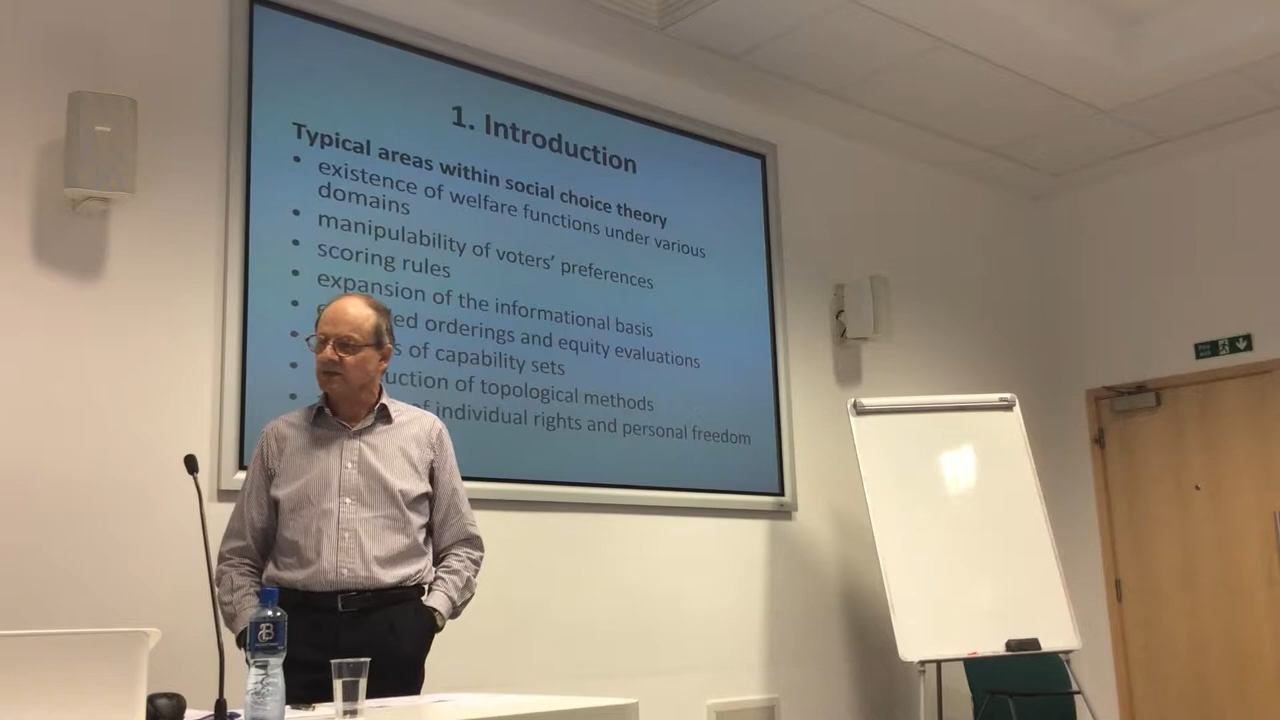 1. Introduction
Typical areas within social choice theory
• existence of welfare functions under various
domains
• manipulability of voters' preferences
• scoring rules
• expansion of the informational basis
• ed orderings and equity evaluations
• s of capability sets
• uction of topological methods
• of individual rights and personal freedom